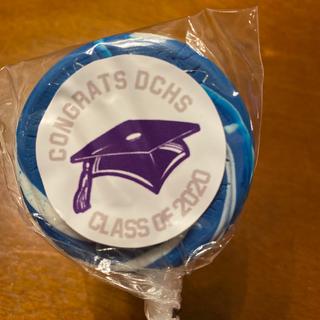 CONGRATS DCHS
CLASS OF 2020